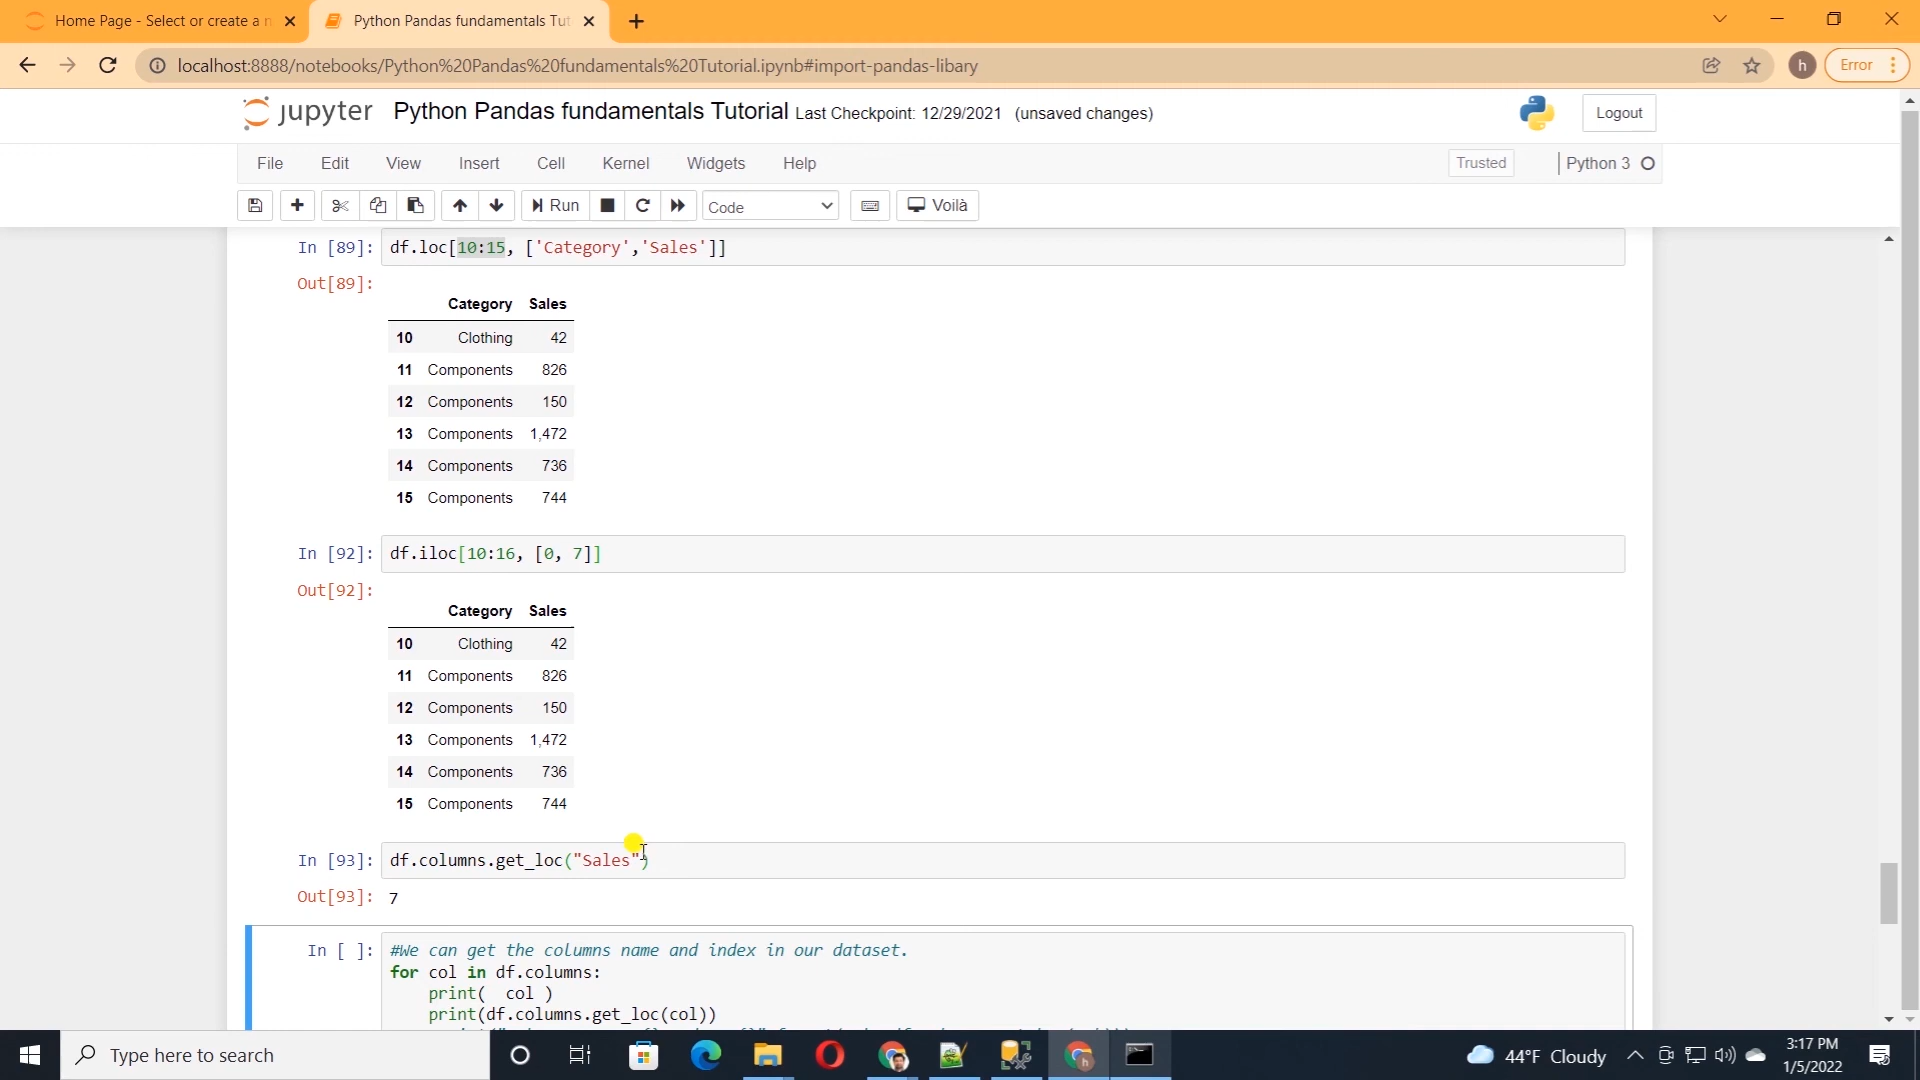 Home Page - Select or create a n
Python Pandas fundamentals Tut
localhost:8888/notebooks/Python%20Pandas%20fundamentals%20Tutorial.ipynb#import-pandas-libary
h
Error
jupyter Python Pandas fundamentals Tutorial Last Checkpoint: 12/29/2021 (unsaved changes)
Logout
File Edit View Insert Cell Kernel Widgets Help
Trusted
Python 3
Run
Code
Voilà
In [89]: df.loc[10:15, ['Category','Sales']]
Out[89]:
Category Sales
10 Clothing 42
11 Components 826
12 Components 150
13 Components 1,472
14 Components 736
15 Components 744
In [92]: df.iloc[10:16, [0, 7]]
Out[92]:
Category Sales
10 Clothing 42
11 Components 826
12 Components 150
13 Components 1,472
14 Components 736
15 Components 744
In [93]: df.columns.get_loc("Sales")
Out[93]: 7
In [ ]: #We can get the columns name and index in our dataset.
for col in df.columns:
print( col )
print(df.columns.get_loc(col))
Type here to search
44°F Cloudy
3:17 PM
1/5/2022